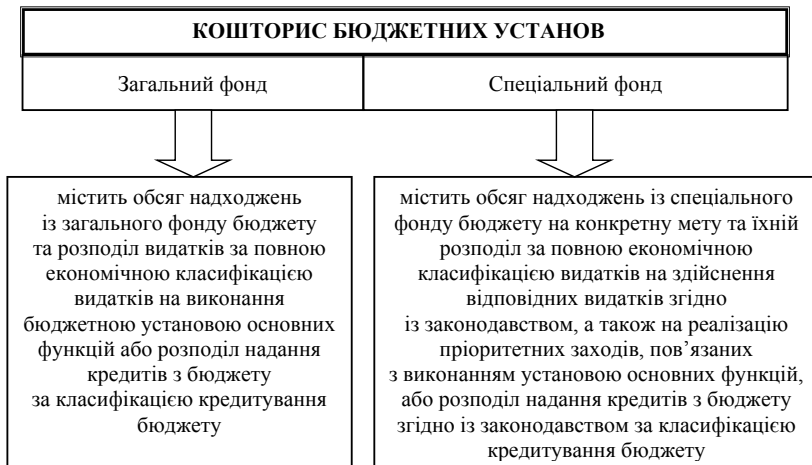 КОШТОРИС БЮДЖЕТНИХ УСТАНОВ
Загальний фонд
Спеціальний фонд
містить обсяг надходжень
із загального фонду бюджету
та розподіл видатків за повною
економічною класифікацією
видатків на виконання
бюджетною установою основних
функцій або розподіл надання
кредитів з бюджету
за класифікацією кредитування
бюджету
містить обсяг надходжень із спеціального
фонду бюджету на конкретну мету та їхній
розподіл за повною економічною
класифікацією видатків на здійснення
відповідних видатків згідно
із законодавством, а також на реалізацію
пріоритетних заходів, пов’язаних
з виконанням установою основних функцій,
або розподіл надання кредитів з бюджету
згідно із законодавством за класифікацією
кредитування бюджету